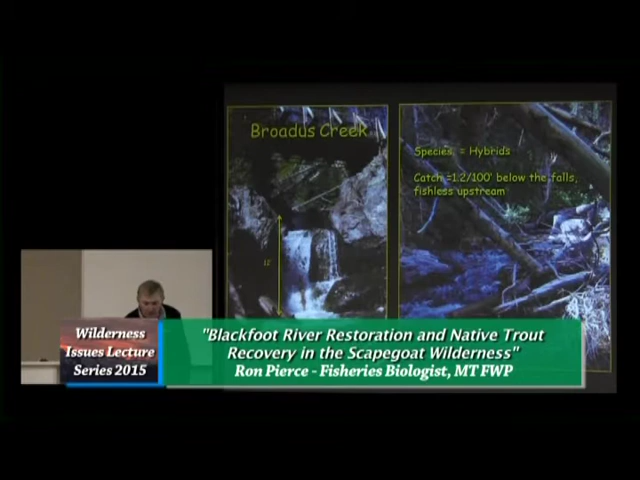 Broadus Creek
Species = Hybrids
Catch =1.2/100' below the falls,
fishless upstream
12'
Wilderness
Issues Lecture
Series 2015
"Blackfoot River Restoration and Native Trout
Recovery in the Scapegoat Wilderness"
Ron Pierce - Fisheries Biologist, MT FWP